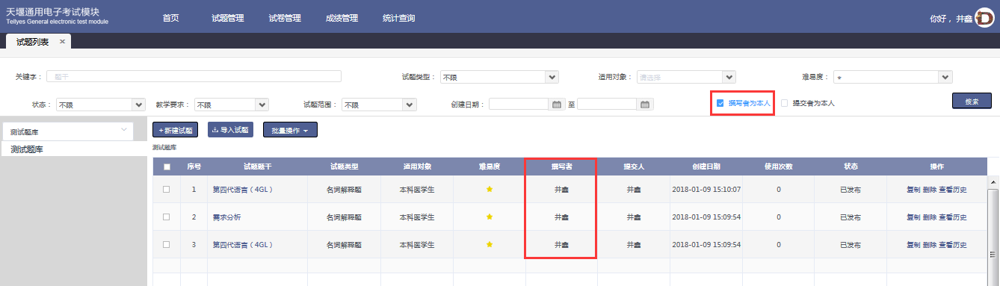 天堰通用电子考试模块
Tellyes General electronic test module
首页 试题管理 试卷管理 成绩管理 统计查询
你好，井鑫
试题列表 ×
关键字： 题干 试题类型： 不限 适用对象： 请选择 难易度： *
状态： 不限 教学要求： 不限 试题范围： 不限 创建日期： 至 撰写者为本人 提交者为本人 搜索
测试题库
测试题库
+新建试题 导入试题 批量操作
测试题库
序号 试题题干 试题类型 适用对象 难易度 撰写者 提交人 创建日期 使用次数 状态 操作
1 第四代语言（4GL） 名词解释题 本科医学生 井鑫 井鑫 2018-01-09 15:10:07 0 已发布 复制 删除 查看历史
2 需求分析 名词解释题 本科医学生 井鑫 井鑫 2018-01-09 15:09:54 0 已发布 复制 删除 查看历史
3 第四代语言（4GL） 名词解释题 本科医学生 井鑫 井鑫 2018-01-09 15:09:54 0 已发布 复制 删除 查看历史